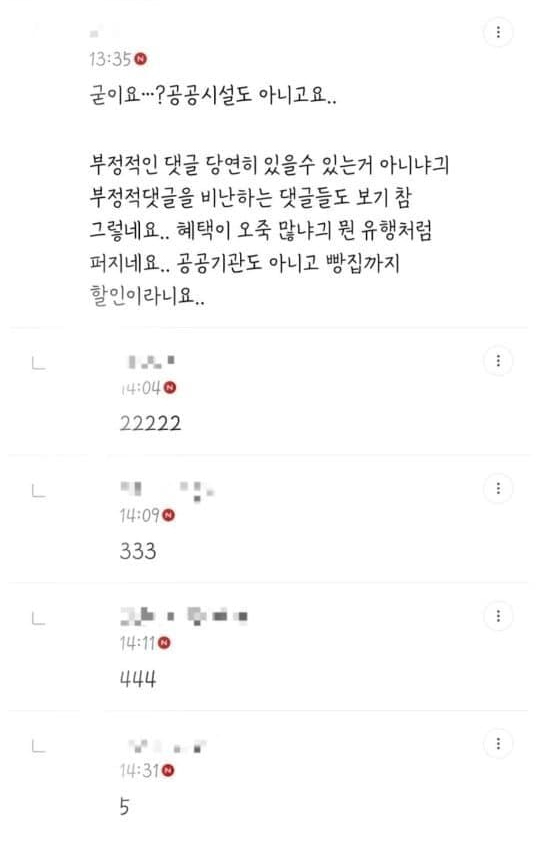 13:35 N
굳이요...?공공시설도 아니고요..
부정적인 댓글 당연히 있을수 있는거 아니냐긔
부정적댓글을 비난하는 댓글들도 보기 참
그렇네요.. 혜택이 오죽 많냐긔 뭔 유행처럼
퍼지네요.. 공공기관도 아니고 빵집까지
할인이라니요..
14:04 N
22222
14:09 N
333
14:11 N
444
14:31 N
5